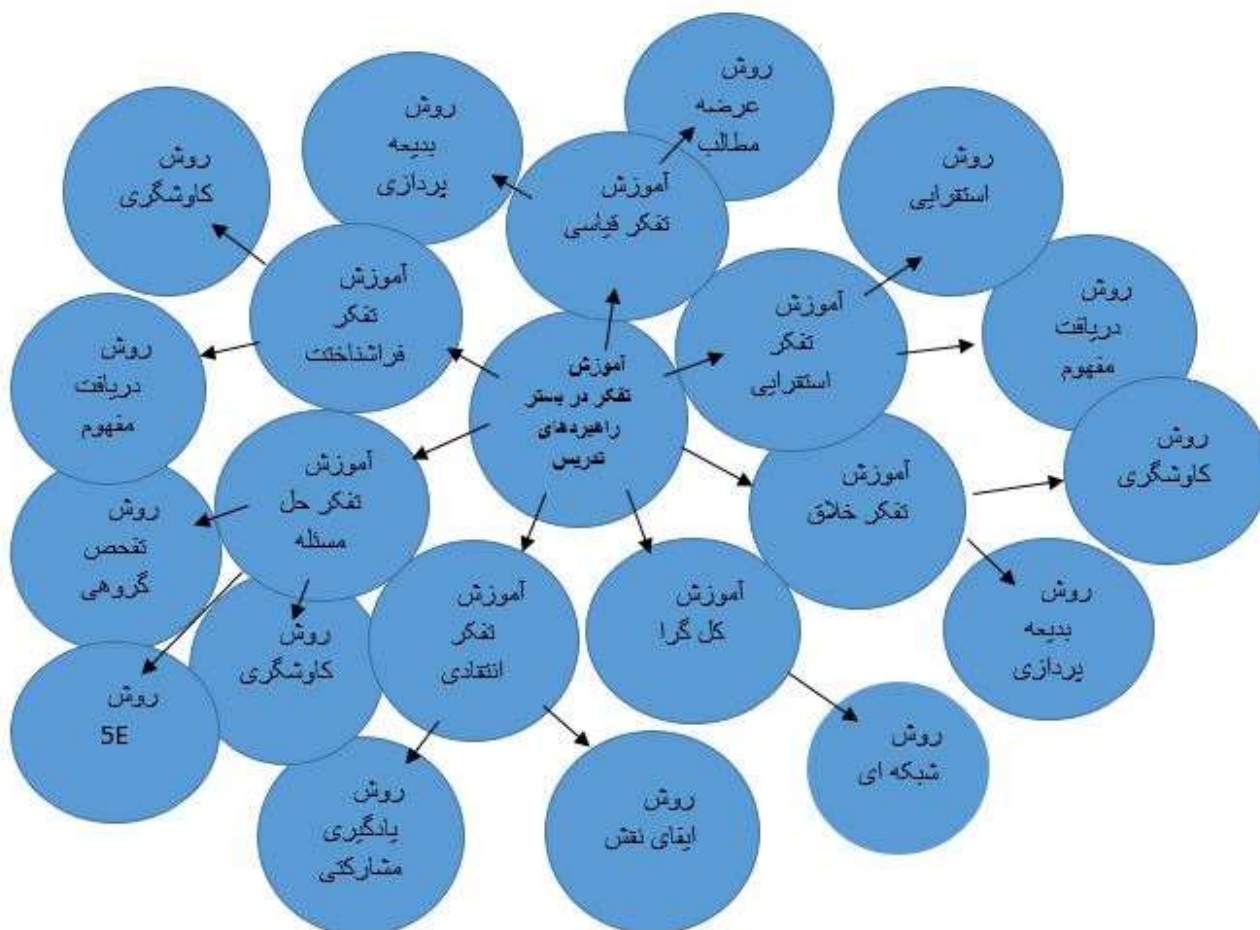 روش
عرضه
مطالب
روش
بدیعه
پردازی
روش
استقرایی
روش
کاوشگری
آموزش
تفکر قیاسی
آموزش
تفکر
فراشناختت
آموزش
تفکر
استقرایی
روش
دریافت
مفهوم
روش
دریافت
مفهوم
آموزش
تفکر در بستر
راهبردهای
تدریس
روش
کاوشگری
آموزش
تفکر حل
مسئله
آموزش
تفکر خلاق
روش
تفحص
گروهی
آموزش
تفکر
انتقادی
آموزش
کل گرا
روش
بدیعه
پردازی
روش
کاوشگری
روش
5E
روش
شبکه ای
روش
یادگیری
مشارکتی
روش
ایفای نقش